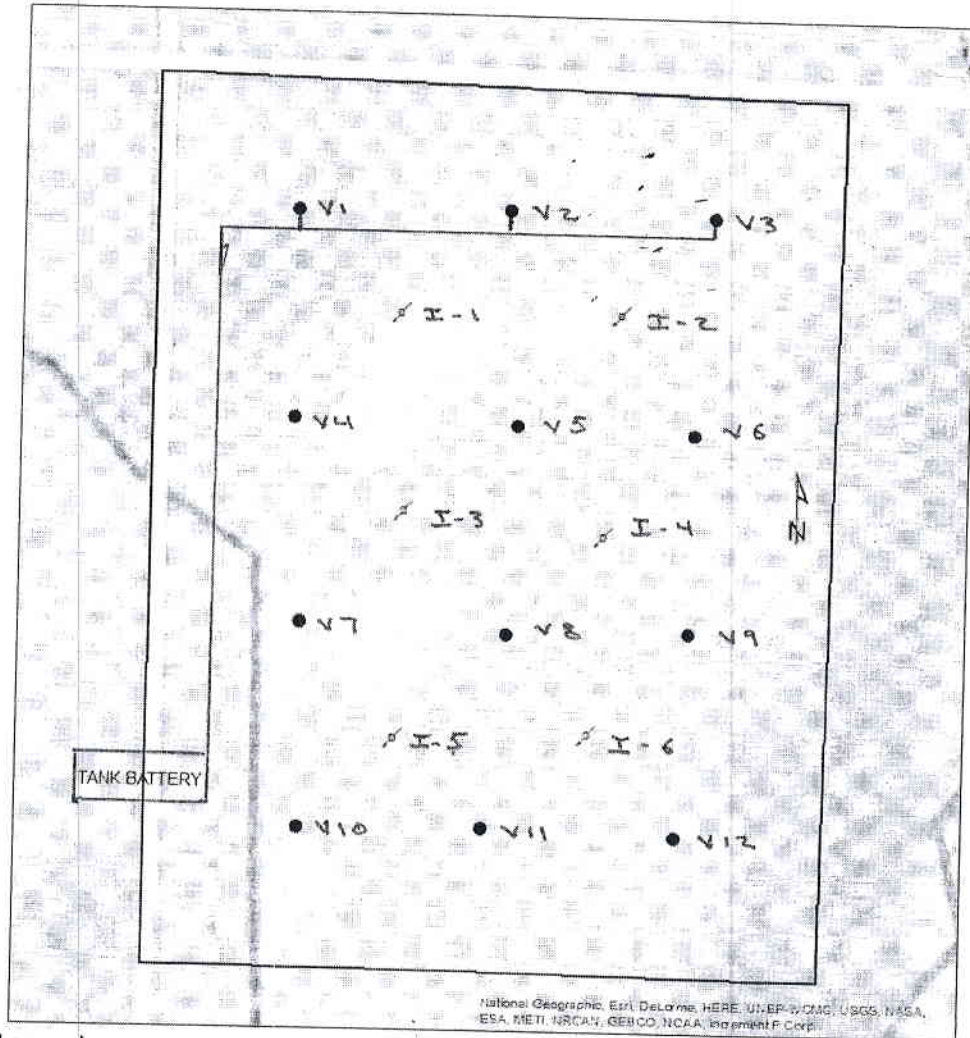 V1
V2
V3
I-1
I-2
V4
V5
V6
I-3
I-4
N
V7
V8
V9
I-5
I-6
TANK BATTERY
V10
V11
V12
National Geographic, Esri, DeLorme, HERE, UNEP-WCMC, USGS, NASA,
ESA, METI, NRCAN, GEBCO, NOAA, increment P Corp.